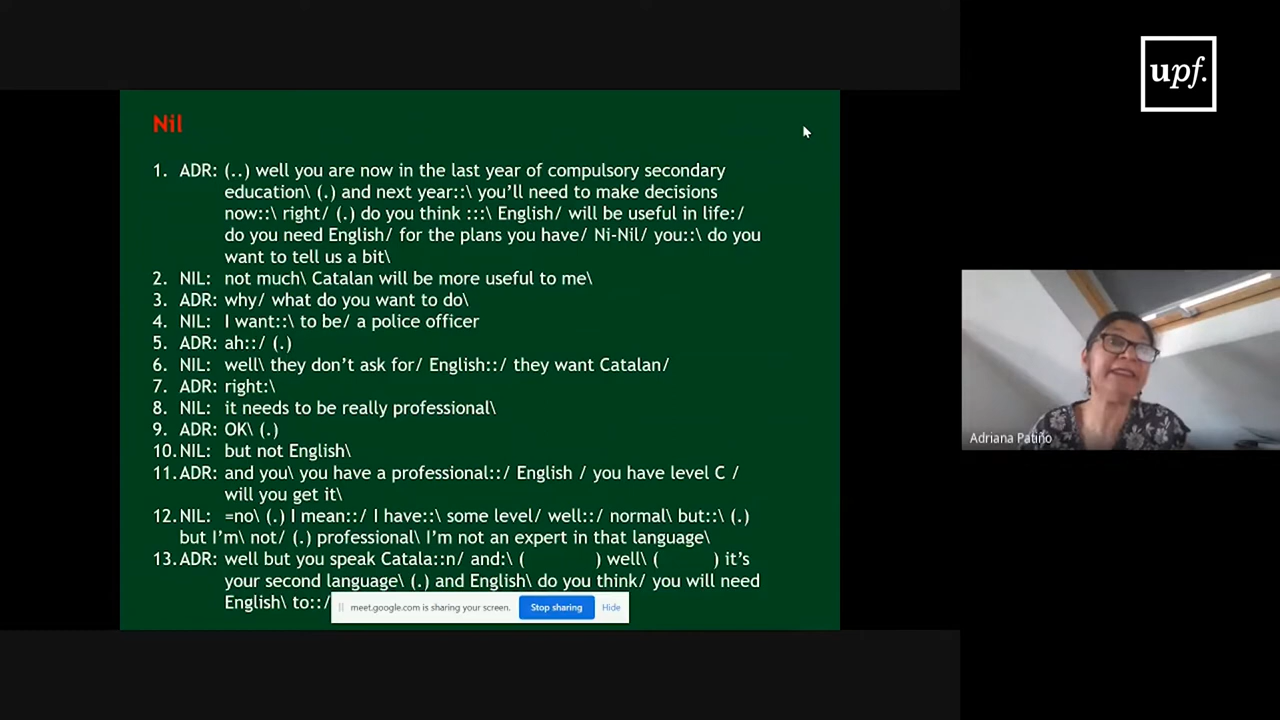 upf.
Nil
1. ADR: (..) well you are now in the last year of compulsory secondary
education\ (.) and next year::\ you'll need to make decisions
now::\ right/ (.) do you think :::\ English/ will be useful in life:/
do you need English/ for the plans you have/ Ni-Nil/ you::\ do you
want to tell us a bit\
2. NIL: not much\ Catalan will be more useful to me\
3. ADR: why/ what do you want to do\
4. NIL: I want::\ to be/ a police officer
5. ADR: ah::/ (.)
6. NIL: well\ they don't ask for/ English::/ they want Catalan/
7. ADR: right:\
8. NIL: it needs to be really professional\
9. ADR: OK\ (.)
10. NIL: but not English\
11. ADR: and you\ you have a professional::/ English / you have level C /
will you get it\
12. NIL: =no\ (.) I mean::/ I have::\ some level/ well::/ normal\ but::\ (.)
but I'm\ not/ (.) professional\ I'm not an expert in that language\
13. ADR: well but you speak Catala::n/ and:\ ( ) well\ ( ) it's
your second language\ (.) and English\ do you think/ you will need
English\ to::/
meet.google.com is sharing your screen. Stop sharing Hide
Adriana Patiño